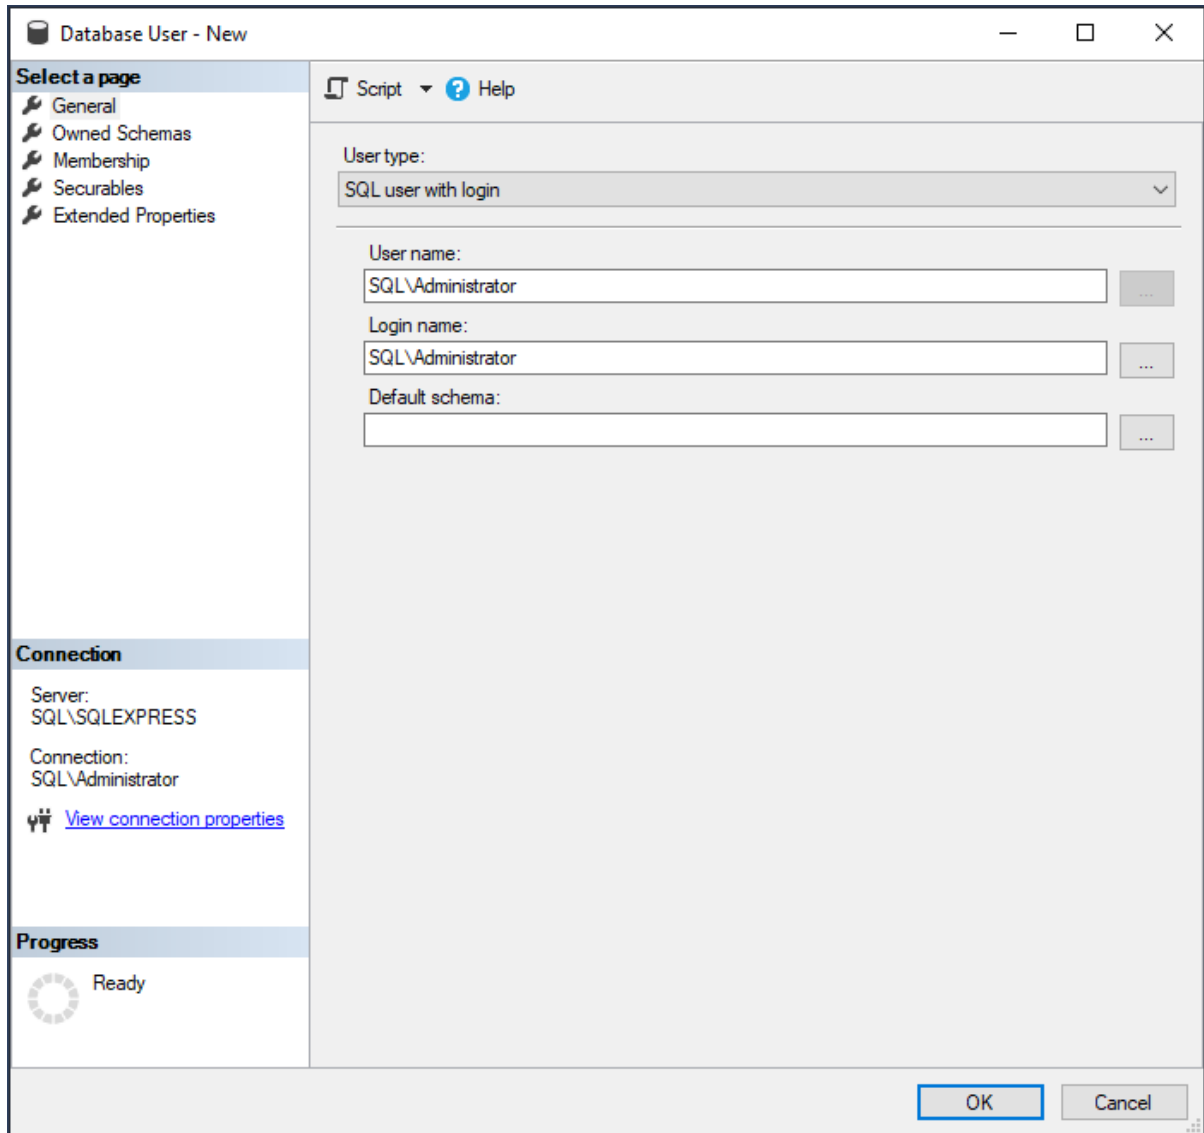 Database User - New
Select a page
General
Owned Schemas
Membership
Securables
Extended Properties
Script
Help
User type:
SQL user with login
User name:
SQL\Administrator
...
Login name:
SQL\Administrator
...
Default schema:
...
Connection
Server:
SQL\SQLEXPRESS
Connection:
SQL\Administrator
View connection properties
Progress
Ready
OK
Cancel